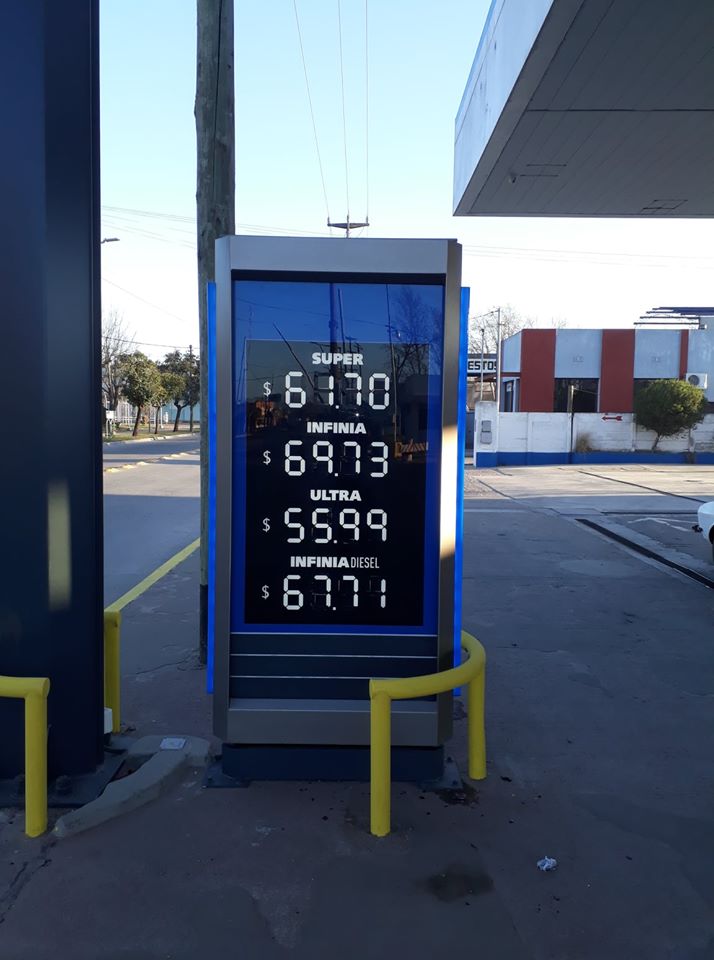 SUPER
$ 61.70
INFINIA
$ 69.73
ULTRA
$ 55.99
INFINIA DIESEL
$ 67.71